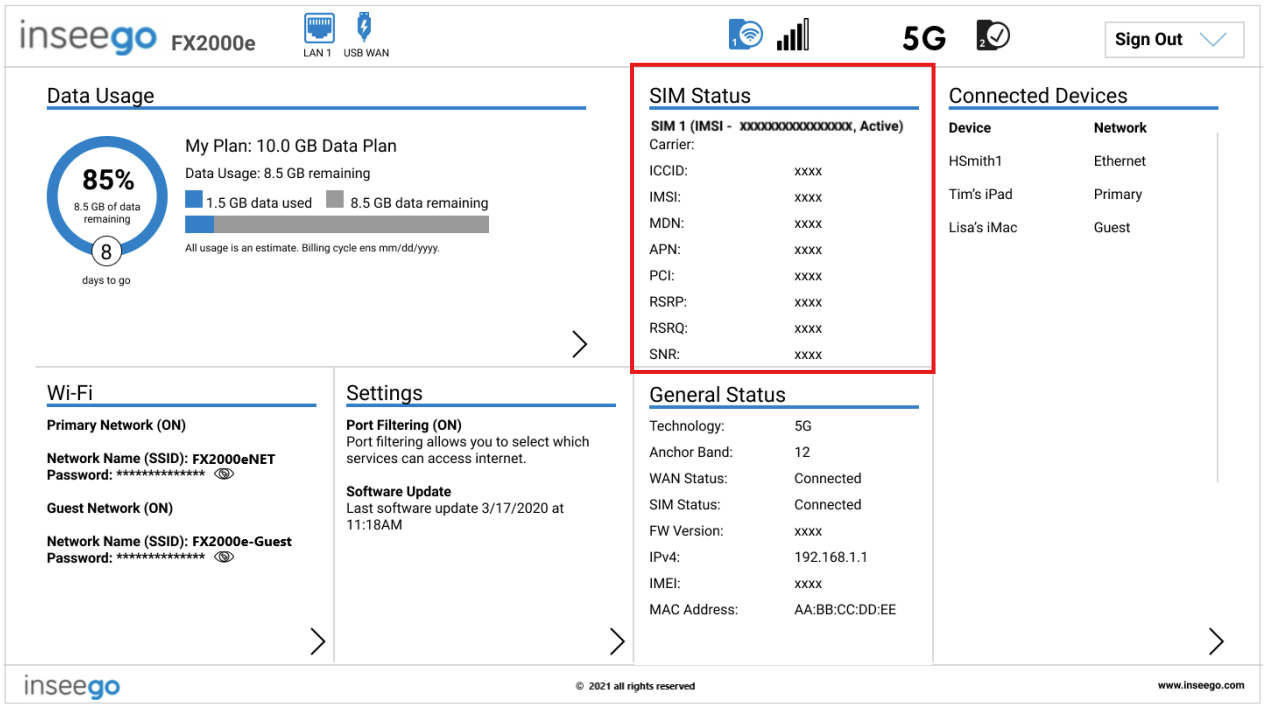 inseego FX2000e
LAN 1
USB WAN
1
5G
2
Sign Out
Data Usage
85%
8.5 GB of data
remaining
8
days to go
My Plan: 10.0 GB Data Plan
Data Usage: 8.5 GB remaining
1.5 GB data used 8.5 GB data remaining
All usage is an estimate. Billing cycle ens mm/dd/yyyy.
SIM Status
SIM 1 (IMSI - xxxxxxxxxxxxxxxx, Active)
Carrier:
ICCID: xxxx
IMSI: xxxx
MDN: xxxx
APN: xxxx
PCI: xxxx
RSRP: xxxx
RSRQ: xxxx
SNR: xxxx
Connected Devices
Device Network
HSmith1 Ethernet
Tim's iPad Primary
Lisa's iMac Guest
Wi-Fi
Primary Network (ON)
Network Name (SSID): FX2000eNET
Password: **************
Guest Network (ON)
Network Name (SSID): FX2000e-Guest
Password: **************
Settings
Port Filtering (ON)
Port filtering allows you to select which
services can access internet.
Software Update
Last software update 3/17/2020 at
11:18AM
General Status
Technology: 5G
Anchor Band: 12
WAN Status: Connected
SIM Status: Connected
FW Version: xxxx
IPv4: 192.168.1.1
IMEI: xxxx
MAC Address: AA:BB:CC:DD:EE
inseego
© 2021 all rights reserved
www.inseego.com